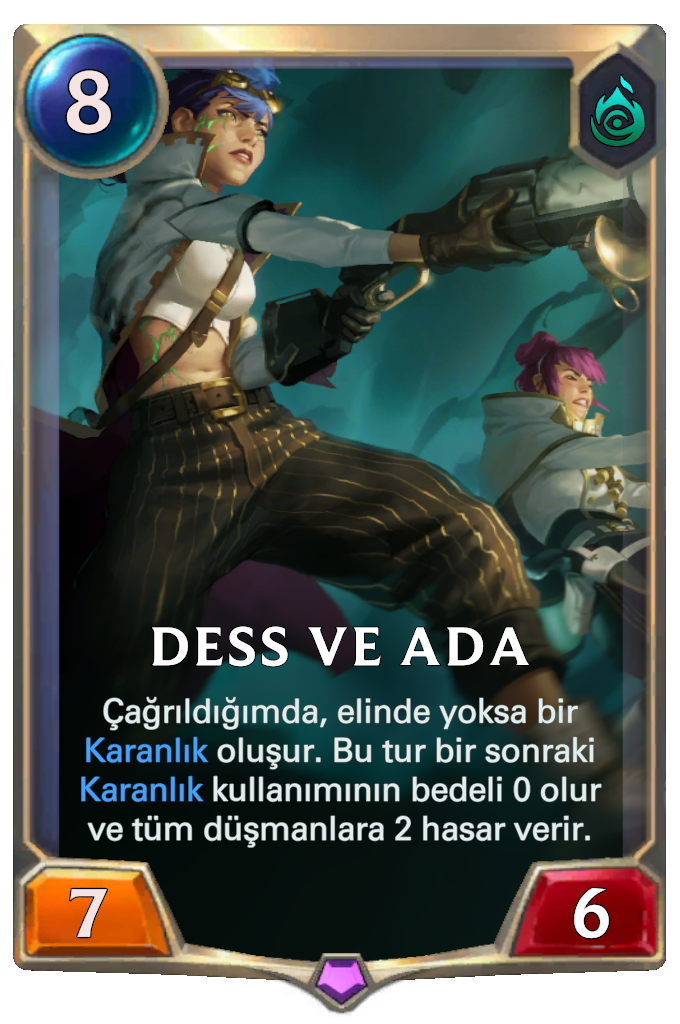 8
DESS VE ADA
Çağrıldığımda, elinde yoksa bir
Karanlık oluşur. Bu tur bir sonraki
Karanlık kullanımının bedeli 0 olur
ve tüm düşmanlara 2 hasar verir.
7
6